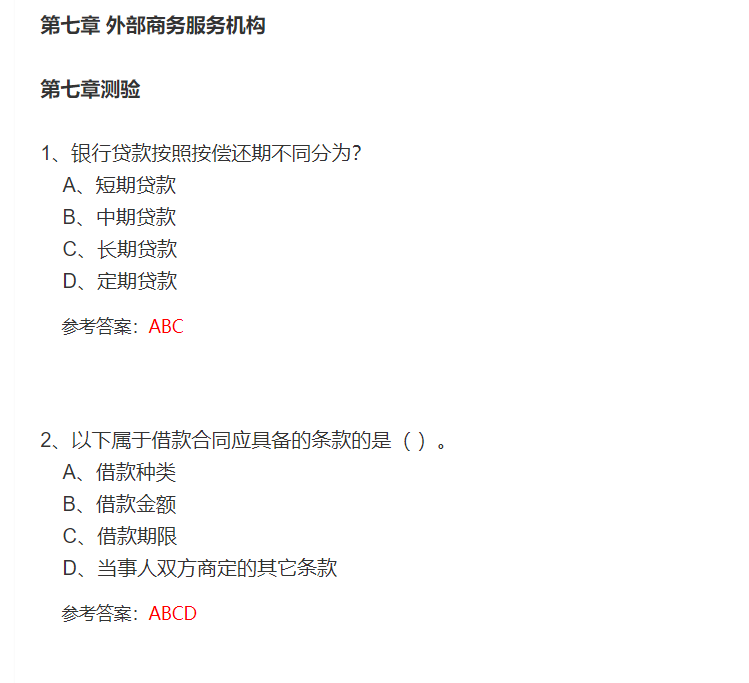 第七章 外部商务服务机构
第七章测验
1、银行贷款按照按偿还期不同分为?
A、短期贷款
B、中期贷款
C、长期贷款
D、定期贷款
参考答案：ABC
2、以下属于借款合同应具备的条款的是（ ）。
A、借款种类
B、借款金额
C、借款期限
D、当事人双方商定的其它条款
参考答案：ABCD